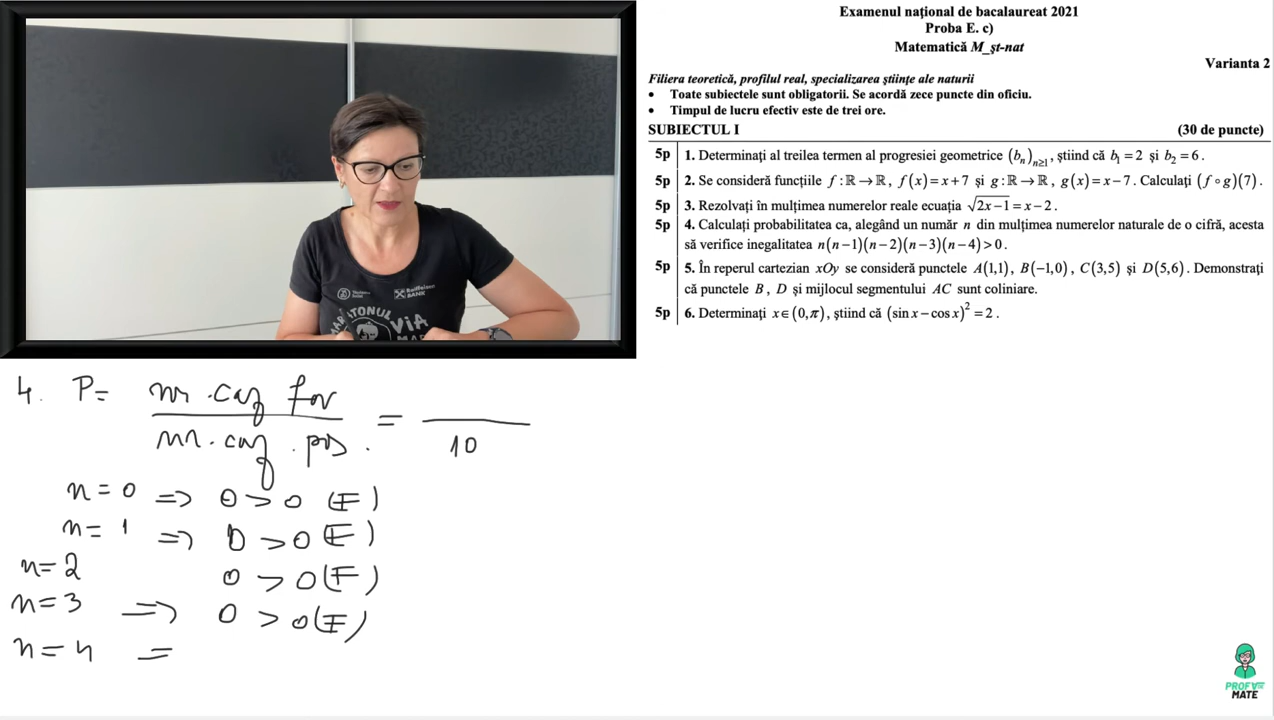 Examenul național de bacalaureat 2021
Proba E. c)
Matematică M_șt-nat
Varianta 2
Filiera teoretică, profilul real, specializarea științe ale naturii
• Toate subiectele sunt obligatorii. Se acordă zece puncte din oficiu.
• Timpul de lucru efectiv este de trei ore.
SUBIECTUL I (30 de puncte)
5p 1. Determinați al treilea termen al progresiei geometrice (bₙ)ₙ≥₁, știind că b₁ = 2 și b₂ = 6.
5p 2. Se consideră funcțiile f : ℝ → ℝ, f(x) = x + 7 și g : ℝ → ℝ, g(x) = x − 7. Calculați (f ∘ g)(7).
5p 3. Rezolvați în mulțimea numerelor reale ecuația √(2x−1) = x − 2.
5p 4. Calculați probabilitatea ca, alegând un număr n din mulțimea numerelor naturale de o cifră, acesta
să verifice inegalitatea n(n−1)(n−2)(n−3)(n−4) > 0.
5p 5. În reperul cartezian xOy se consideră punctele A(1,1), B(−1,0), C(3,5) și D(5,6). Demonstrați
că punctele B, D și mijlocul segmentului AC sunt coliniare.
5p 6. Determinați x ∈ (0,π), știind că (sin x − cos x)² = 2.
Raiffeisen
BANK
MARATONUL
VIA
4. P = nr. caz fav
nr. caz. pos. = 
10
n = 0 => 0 > 0 (F)
n = 1 => 0 > 0 (F)
n = 2 0 > 0 (F)
n = 3 => 0 > 0 (F)
n = 4 =
PROF
MATE